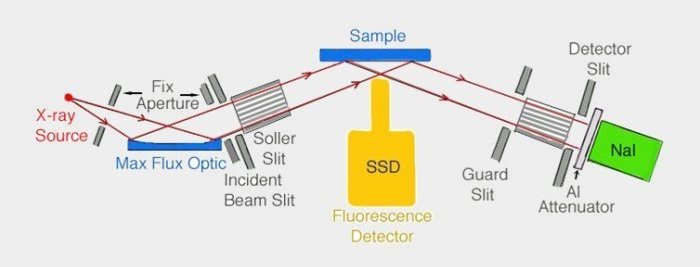 Sample
Detector
Slit
Fix
Aperture
X-ray
Source
Max Flux Optic
Soller
Slit
Incident
Beam Slit
SSD
Fluorescence
Detector
Guard
Slit
NaI
Al
Attenuator